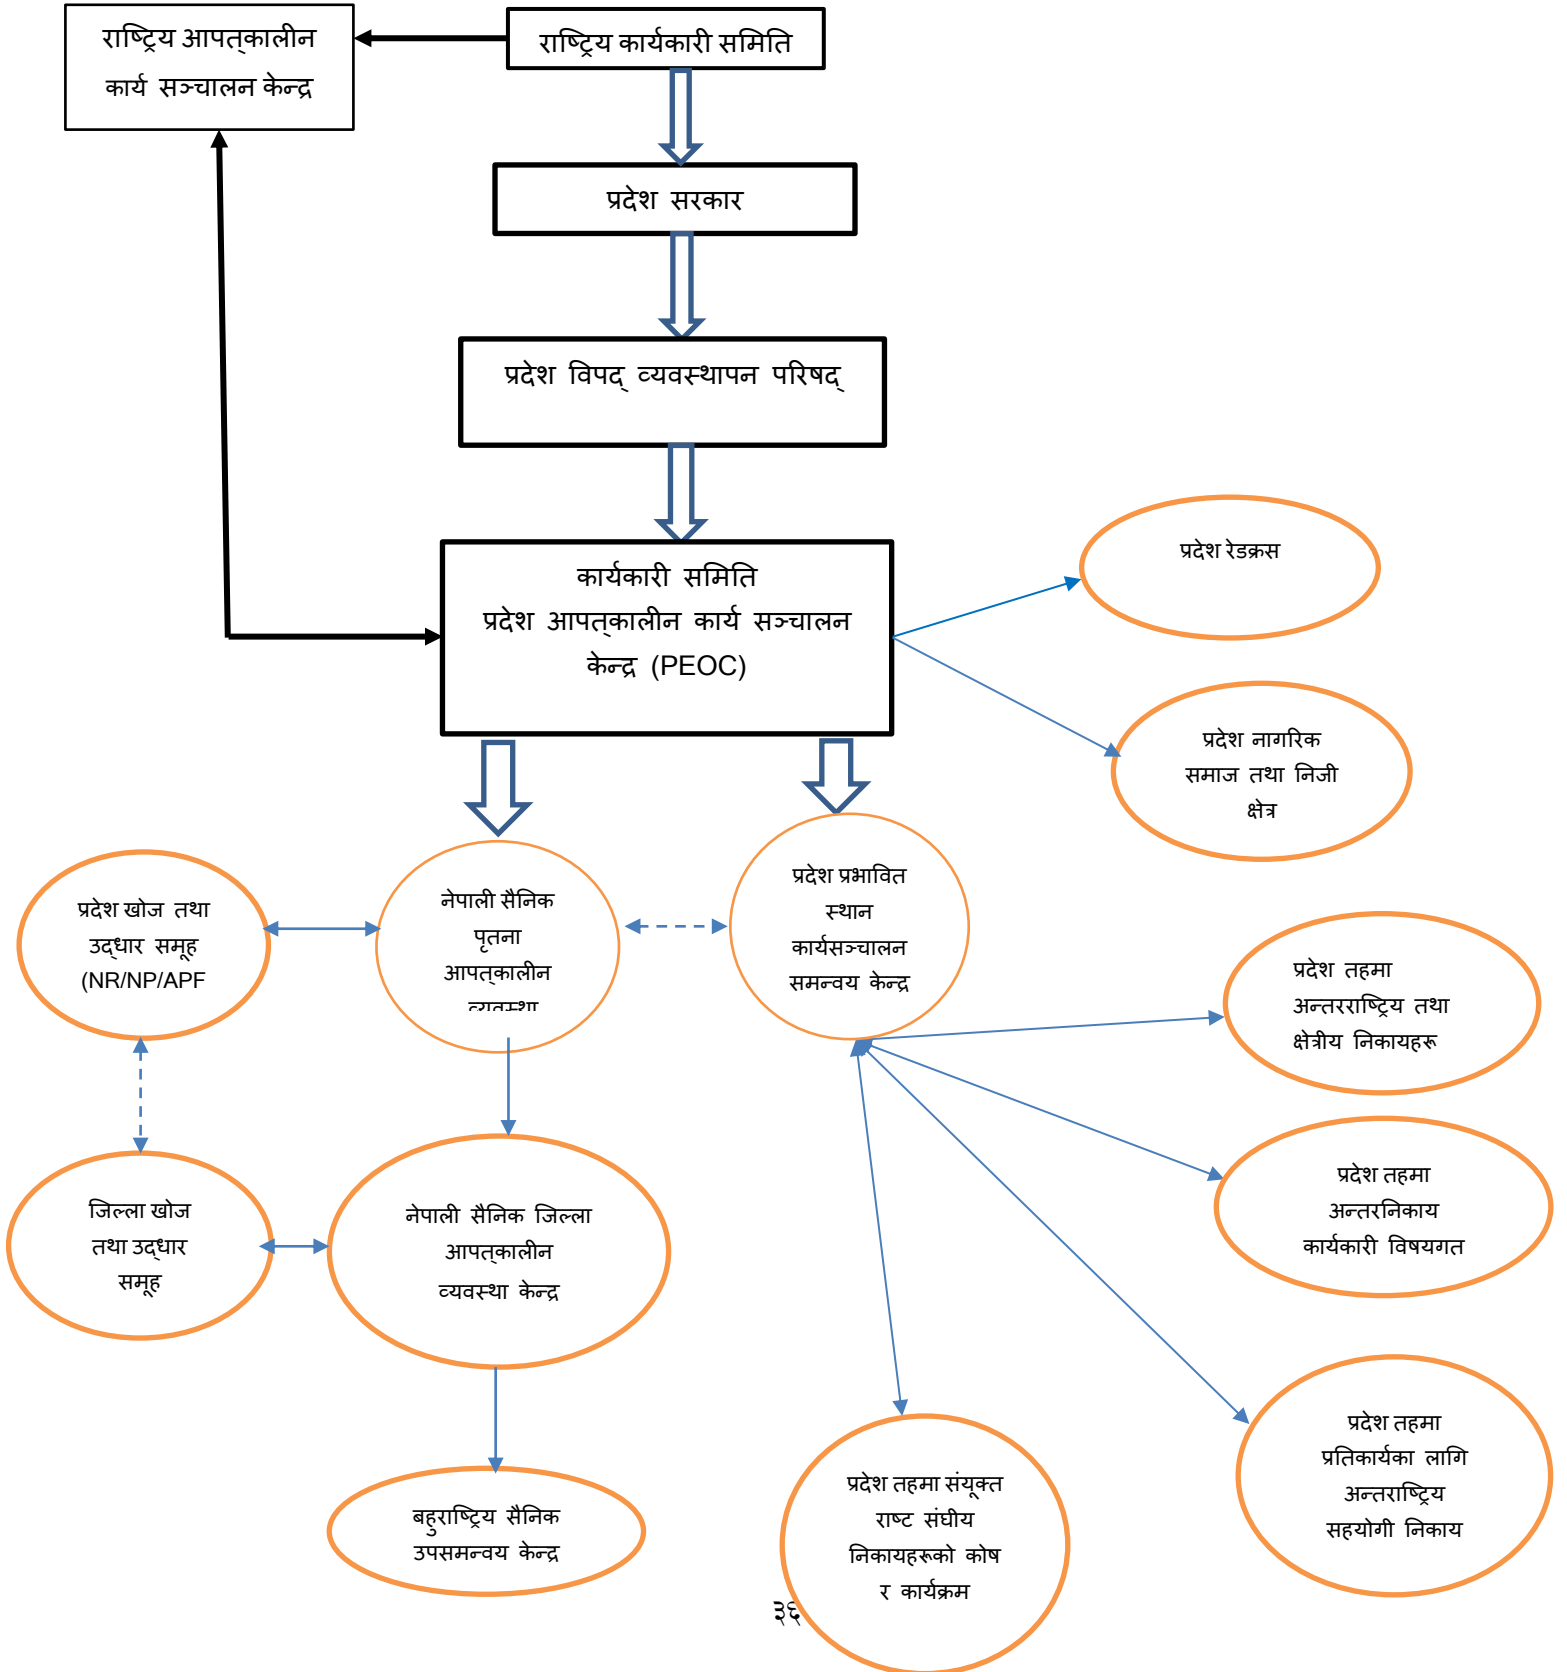 राष्ट्रिय आपत्कालीन
कार्य सञ्चालन केन्द्र
राष्ट्रिय कार्यकारी समिति
प्रदेश सरकार
प्रदेश विपद् व्यवस्थापन परिषद्
कार्यकारी समिति
प्रदेश आपत्कालीन कार्य सञ्चालन
केन्द्र (PEOC)
प्रदेश रेडक्रस
प्रदेश नागरिक
समाज तथा निजी
क्षेत्र
प्रदेश खोज तथा
उद्धार समूह
(NR/NP/APF
नेपाली सैनिक
पृतना
आपत्कालीन
व्यवस्था
प्रदेश प्रभावित
स्थान
कार्यसञ्चालन
समन्वय केन्द्र
प्रदेश तहमा
अन्तरराष्ट्रिय तथा
क्षेत्रीय निकायहरू
प्रदेश तहमा
अन्तरनिकाय
कार्यकारी विषयगत
जिल्ला खोज
तथा उद्धार
समूह
नेपाली सैनिक जिल्ला
आपत्कालीन
व्यवस्था केन्द्र
प्रदेश तहमा
प्रतिकार्यका लागि
अन्तराष्ट्रिय
सहयोगी निकाय
प्रदेश तहमा संयूक्त
राष्ट संघीय
निकायहरूको कोष
र कार्यक्रम
बहुराष्ट्रिय सैनिक
उपसमन्वय केन्द्र
३६